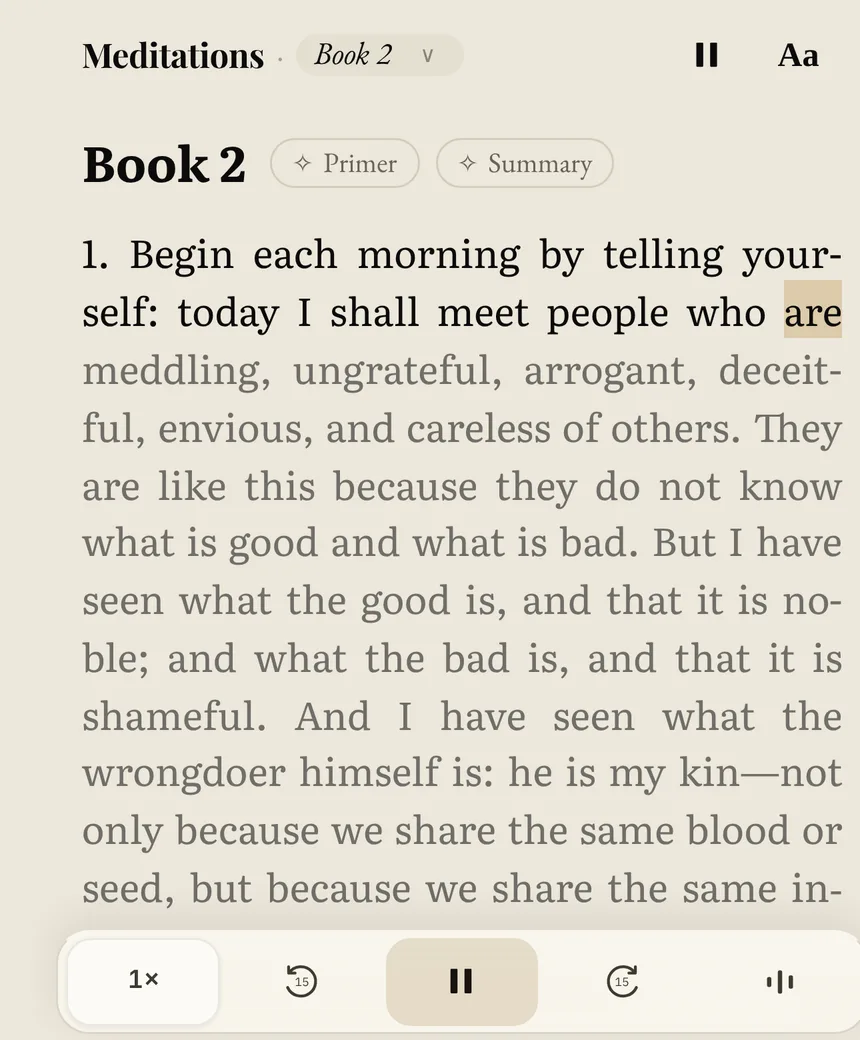 Meditations · Book 2 ∨ Aa
Book 2 ✧ Primer ✧ Summary
1. Begin each morning by telling your-
self: today I shall meet people who are
meddling, ungrateful, arrogant, deceit-
ful, envious, and careless of others. They
are like this because they do not know
what is good and what is bad. But I have
seen what the good is, and that it is no-
ble; and what the bad is, and that it is
shameful. And I have seen what the
wrongdoer himself is: he is my kin—not
only because we share the same blood or
seed, but because we share the same in-
1× 15 15